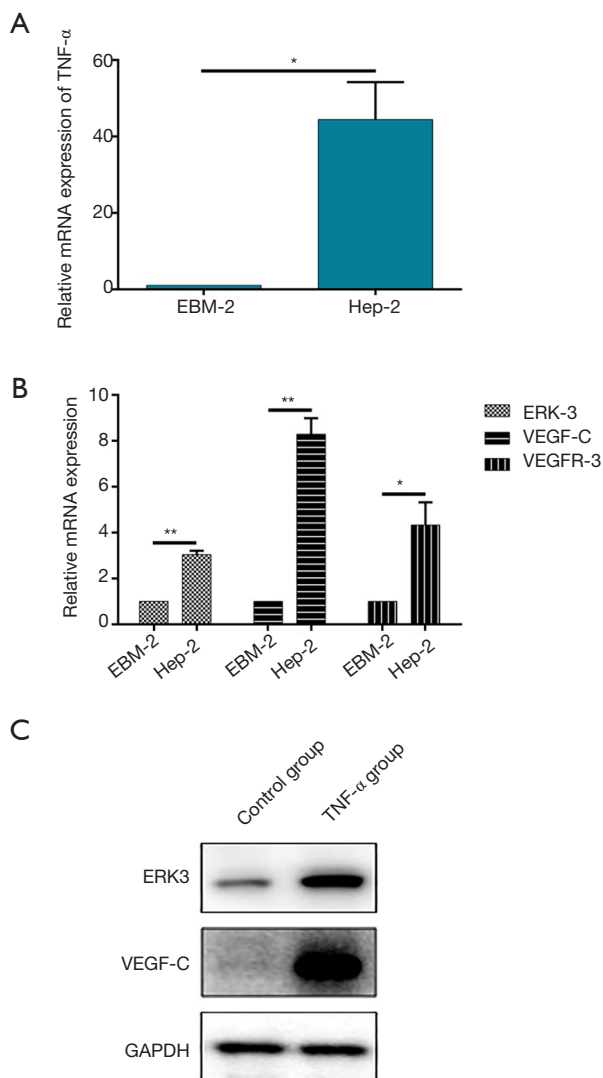 A
Relative mRNA expression of TNF-α
60
40
20
0
*
EBM-2
Hep-2
B
Relative mRNA expression
10
8
6
4
2
0
**
**
*
EBM-2
Hep-2
EBM-2
Hep-2
EBM-2
Hep-2
ERK-3
VEGF-C
VEGFR-3
C
Control group
TNF-α group
ERK3
VEGF-C
GAPDH